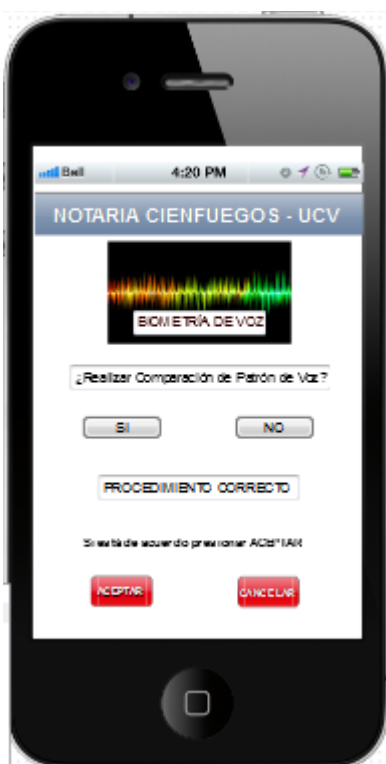 Bell 4:20 PM
NOTARIA CIENFUEGOS - UCV
BIOMETRÍA DE VOZ
¿Realizar Comparación de Patrón de Voz?
SI NO
PROCEDIMIENTO CORRECTO
Si está de acuerdo presionar ACEPTAR
ACEPTAR CANCELAR